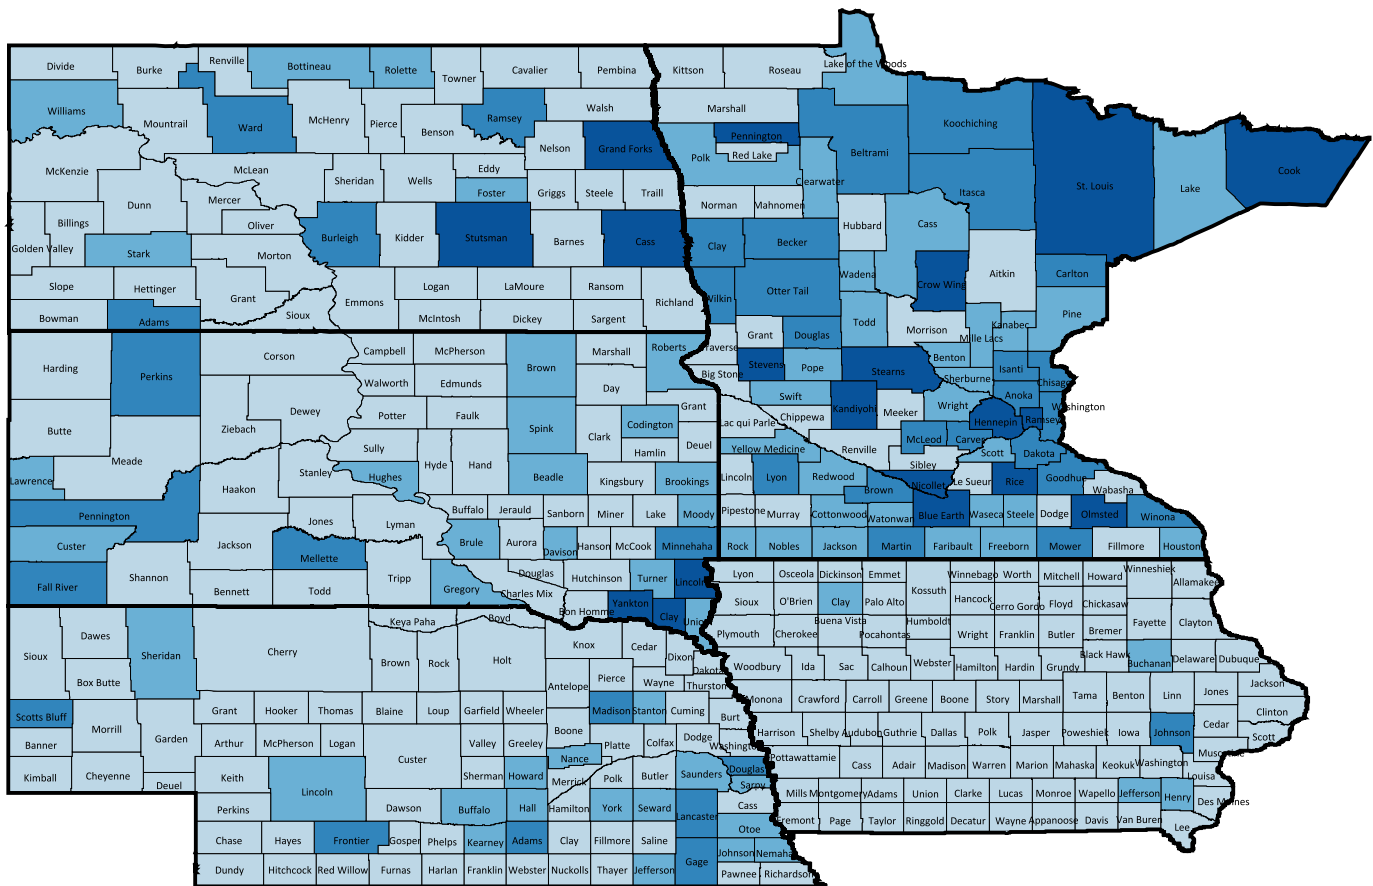 Divide
Burke
Renville
Bottineau
Rolette
Towner
Cavalier
Pembina
Williams
Mountrail
Ward
McHenry
Pierce
Benson
Ramsey
Walsh
Grand Forks
Nelson
McKenzie
McLean
Sheridan
Wells
Eddy
Foster
Griggs
Steele
Traill
Dunn
Mercer
Oliver
Billings
Golden Valley
Stark
Morton
Burleigh
Kidder
Stutsman
Barnes
Cass
Slope
Hettinger
Grant
Sioux
Emmons
Logan
LaMoure
Ransom
Richland
Bowman
Adams
McIntosh
Dickey
Sargent
Kittson
Roseau
Lake of the Woods
Marshall
Pennington
Red Lake
Polk
Clearwater
Beltrami
Koochiching
Itasca
St. Louis
Lake
Cook
Norman
Mahnomen
Hubbard
Cass
Clay
Becker
Wadena
Crow Wing
Aitkin
Carlton
Wilkin
Otter Tail
Todd
Morrison
Mille Lacs
Kanabec
Pine
Grant
Douglas
Traverse
Stevens
Pope
Stearns
Benton
Sherburne
Isanti
Chisago
Anoka
Washington
Big Stone
Swift
Kandiyohi
Meeker
Wright
Hennepin
Ramsey
Chippewa
Lac qui Parle
Yellow Medicine
Renville
McLeod
Carver
Scott
Dakota
Sibley
Lincoln
Lyon
Redwood
Brown
Nicollet
Le Sueur
Rice
Goodhue
Wabasha
Pipestone
Murray
Cottonwood
Watonwan
Blue Earth
Waseca
Steele
Dodge
Olmsted
Winona
Rock
Nobles
Jackson
Martin
Faribault
Freeborn
Mower
Fillmore
Houston
Harding
Perkins
Corson
Campbell
McPherson
Brown
Marshall
Roberts
Walworth
Edmunds
Day
Butte
Ziebach
Dewey
Potter
Faulk
Grant
Meade
Sully
Spink
Clark
Codington
Hamlin
Deuel
Lawrence
Haakon
Stanley
Hughes
Hyde
Hand
Beadle
Kingsbury
Brookings
Pennington
Jones
Lyman
Buffalo
Jerauld
Sanborn
Miner
Lake
Moody
Custer
Jackson
Mellette
Brule
Aurora
Davison
Hanson
McCook
Minnehaha
Fall River
Shannon
Bennett
Todd
Tripp
Gregory
Douglas
Charles Mix
Hutchinson
Turner
Lincoln
Bon Homme
Yankton
Clay
Union
Sioux
Dawes
Sheridan
Box Butte
Cherry
Keya Paha
Boyd
Brown
Rock
Holt
Knox
Cedar
Dixon
Dakota
Antelope
Pierce
Wayne
Thurston
Scotts Bluff
Banner
Morrill
Garden
Grant
Hooker
Thomas
Blaine
Loup
Garfield
Wheeler
Madison
Stanton
Cuming
Burt
Boone
Kimball
Cheyenne
Deuel
Arthur
McPherson
Logan
Custer
Valley
Greeley
Nance
Platte
Colfax
Dodge
Washington
Keith
Lincoln
Sherman
Howard
Merrick
Polk
Butler
Saunders
Douglas
Sarpy
Perkins
Dawson
Buffalo
Hall
Hamilton
York
Seward
Lancaster
Cass
Otoe
Chase
Hayes
Frontier
Gosper
Phelps
Kearney
Adams
Clay
Fillmore
Saline
Gage
Johnson
Nemaha
Dundy
Hitchcock
Red Willow
Furnas
Harlan
Franklin
Webster
Nuckolls
Thayer
Jefferson
Pawnee
Richardson
Lyon
Osceola
Dickinson
Emmet
Kossuth
Winnebago
Worth
Mitchell
Howard
Winneshiek
Allamakee
Sioux
O'Brien
Clay
Palo Alto
Hancock
Cerro Gordo
Floyd
Chickasaw
Plymouth
Cherokee
Buena Vista
Pocahontas
Humboldt
Wright
Franklin
Butler
Bremer
Fayette
Clayton
Woodbury
Ida
Sac
Calhoun
Webster
Hamilton
Hardin
Grundy
Black Hawk
Buchanan
Delaware
Dubuque
Monona
Crawford
Carroll
Greene
Boone
Story
Marshall
Tama
Benton
Linn
Jones
Jackson
Clinton
Harrison
Shelby
Audubon
Guthrie
Dallas
Polk
Jasper
Poweshiek
Iowa
Johnson
Cedar
Scott
Muscatine
Pottawattamie
Cass
Adair
Madison
Warren
Marion
Mahaska
Keokuk
Washington
Louisa
Mills
Montgomery
Adams
Union
Clarke
Lucas
Monroe
Wapello
Jefferson
Henry
Des Moines
Fremont
Page
Taylor
Ringgold
Decatur
Wayne
Appanoose
Davis
Van Buren
Lee